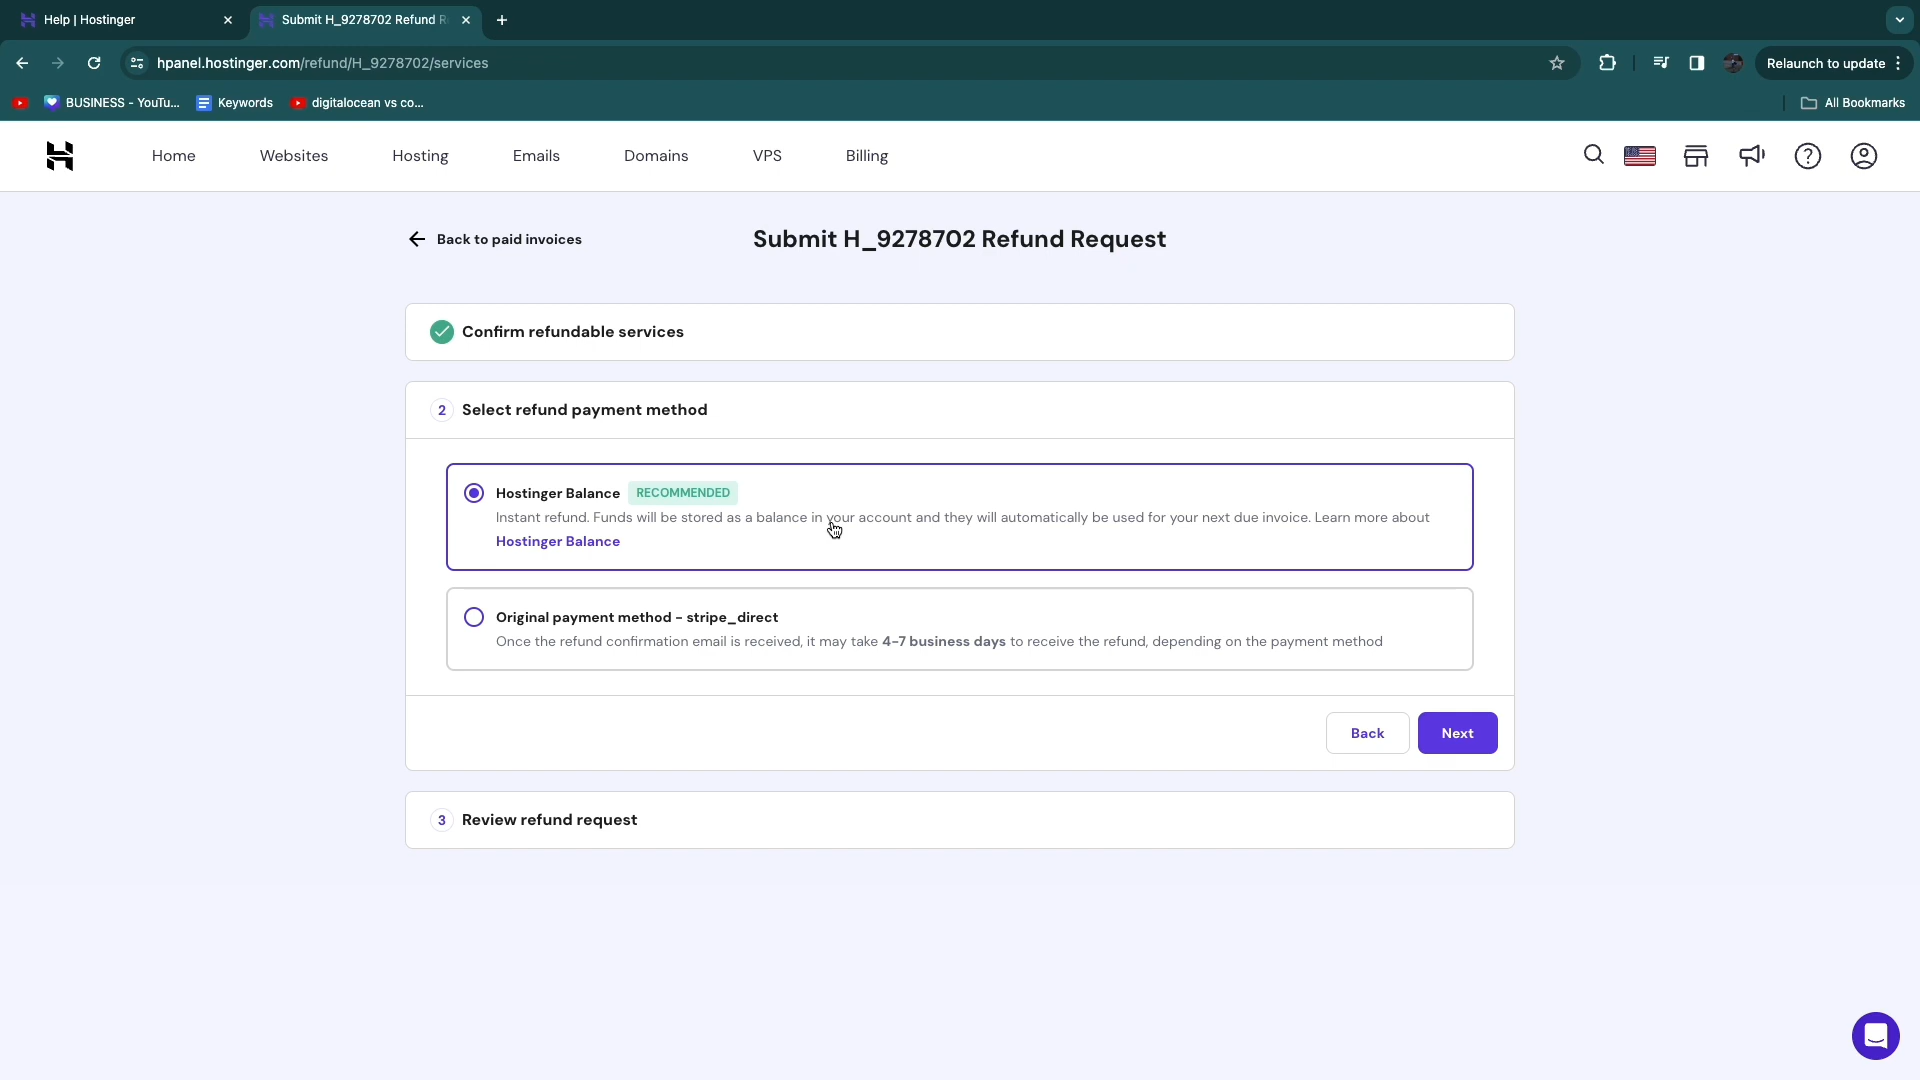 Help | Hostinger
Submit H_9278702 Refund R
hpanel.hostinger.com/refund/H_9278702/services
Relaunch to update
BUSINESS - YouTu...
Keywords
digitalocean vs co...
All Bookmarks
Home
Websites
Hosting
Emails
Domains
VPS
Billing
Back to paid invoices
Submit H_9278702 Refund Request
Confirm refundable services
2 Select refund payment method
Hostinger Balance RECOMMENDED
Instant refund. Funds will be stored as a balance in your account and they will automatically be used for your next due invoice. Learn more about
Hostinger Balance
Original payment method - stripe_direct
Once the refund confirmation email is received, it may take 4-7 business days to receive the refund, depending on the payment method
Back
Next
3 Review refund request